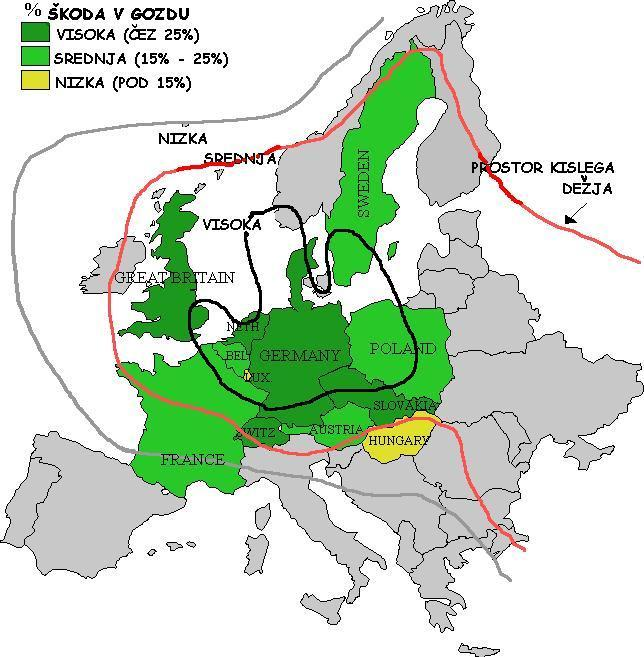 % ŠKODA V GOZDU
VISOKA (ČEZ 25%)
SREDNJA (15% - 25%)
NIZKA (POD 15%)
NIZKA
SREDNJA
PROSTOR KISLEGA
DEŽJA
SWEDEN
VISOKA
GREAT BRITAIN
NETH
GERMANY
POLAND
BEL
LUX.
SLOVAKIA
SWITZ
AUSTRIA
HUNGARY
FRANCE